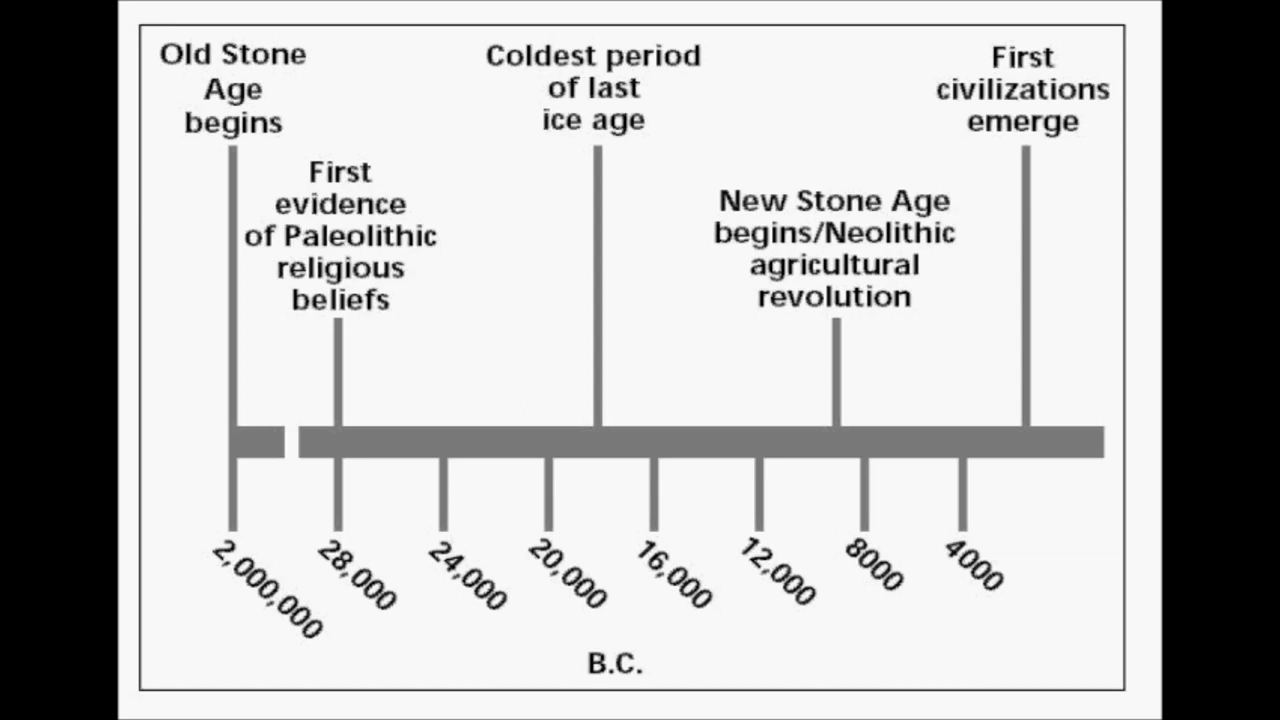 Old Stone
Age
begins
First
evidence
of Paleolithic
religious
beliefs
Coldest period
of last
ice age
New Stone Age
begins/Neolithic
agricultural
revolution
First
civilizations
emerge
2,000,000
28,000
24,000
20,000
16,000
12,000
8000
4000
B.C.